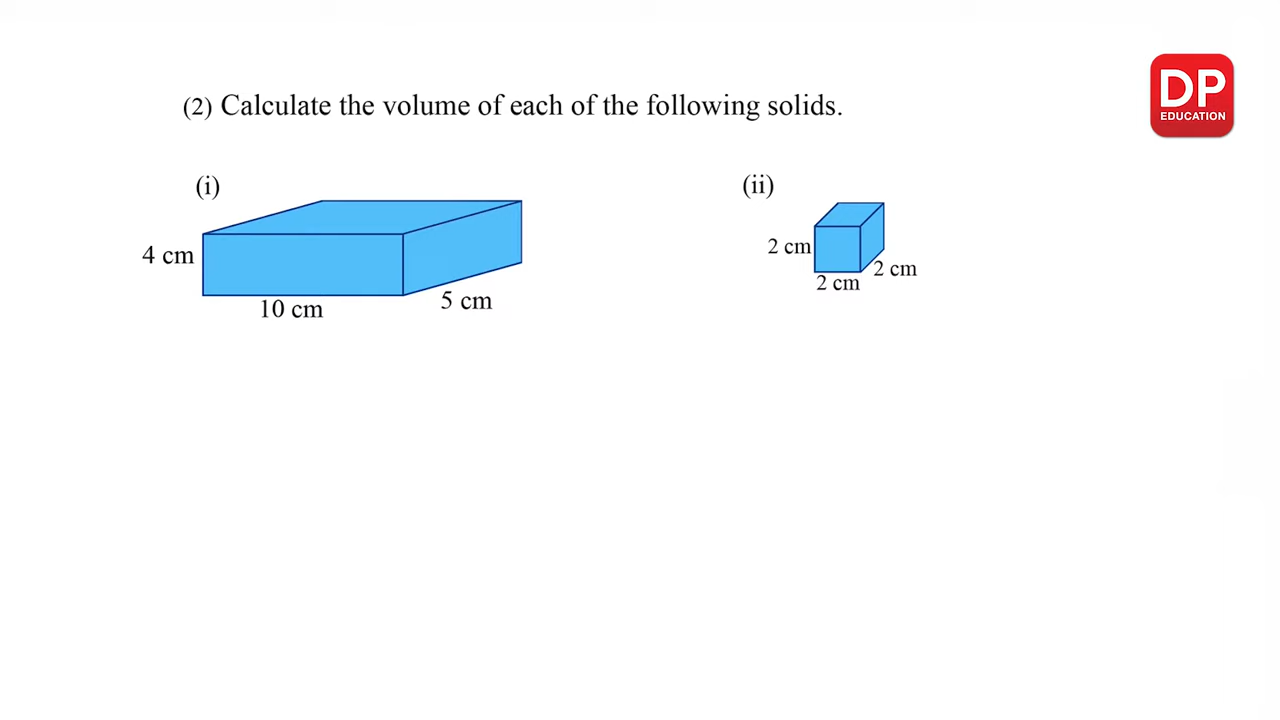 DP
EDUCATION
(2) Calculate the volume of each of the following solids.
(i)
(ii)
4 cm
10 cm
5 cm
2 cm
2 cm
2 cm